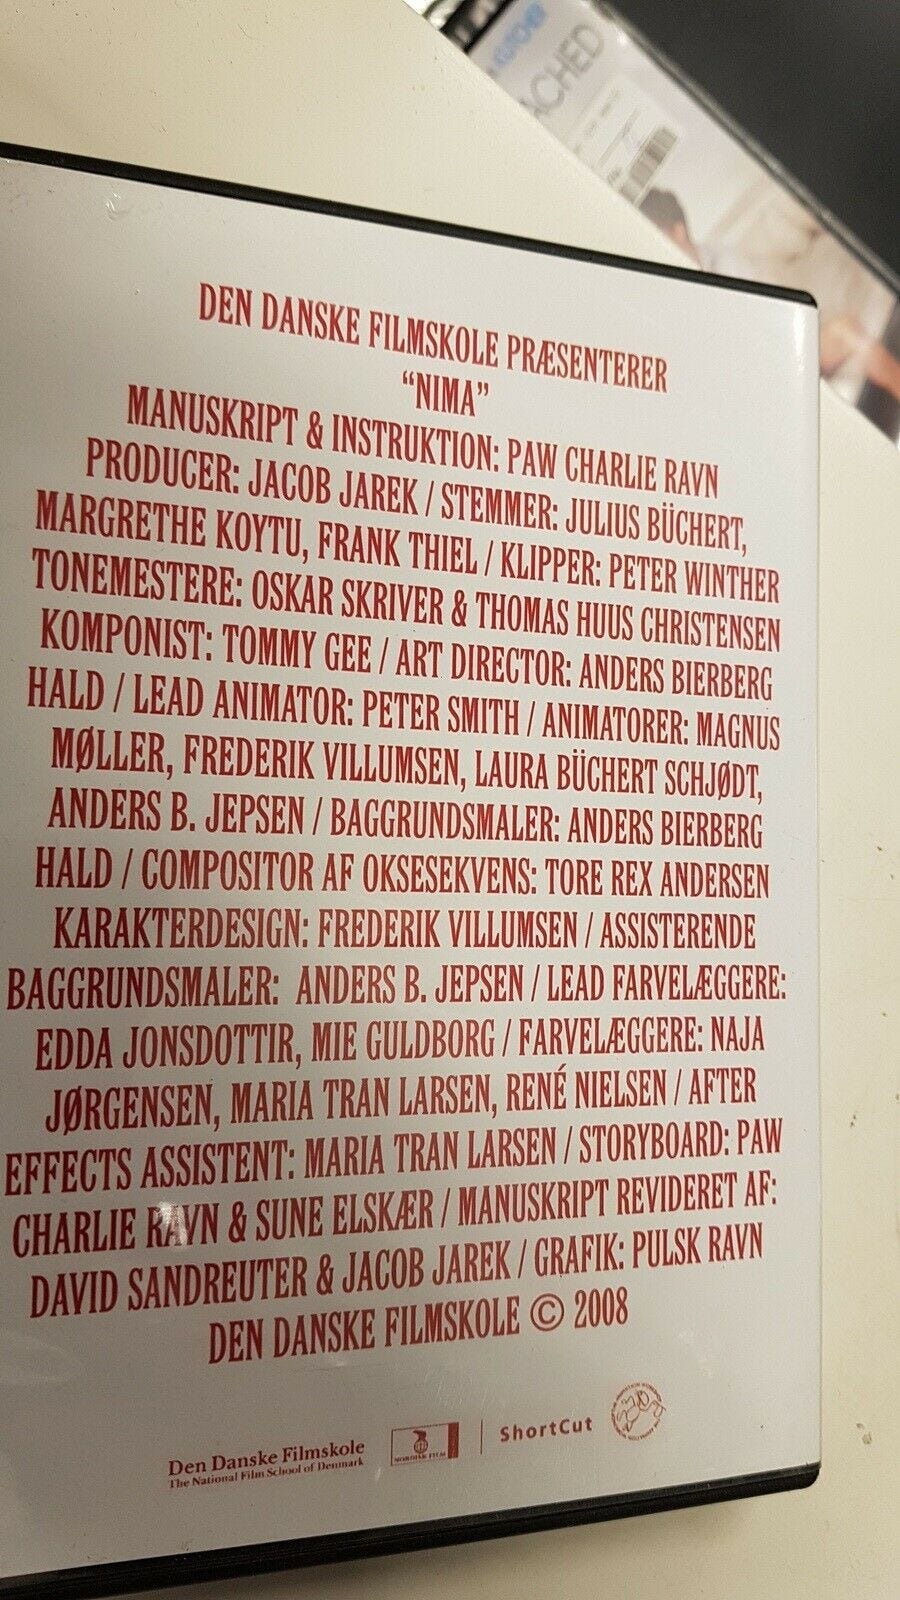 KUTCHER
ACHED
DEN DANSKE FILMSKOLE PRÆSENTERER
“NIMA”
MANUSKRIPT & INSTRUKTION: PAW CHARLIE RAVN
PRODUCER: JACOB JAREK / STEMMER: JULIUS BÜCHERT,
MARGRETHE KOYTU, FRANK THIEL / KLIPPER: PETER WINTHER
TONEMESTERE: OSKAR SKRIVER & THOMAS HUUS CHRISTENSEN
KOMPONIST: TOMMY GEE / ART DIRECTOR: ANDERS BIERBERG
HALD / LEAD ANIMATOR: PETER SMITH / ANIMATORER: MAGNUS
MØLLER, FREDERIK VILLUMSEN, LAURA BÜCHERT SCHJØDT,
ANDERS B. JEPSEN / BAGGRUNDSMALER: ANDERS BIERBERG
HALD / COMPOSITOR AF OKSESEKVENS: TORE REX ANDERSEN
KARAKTERDESIGN: FREDERIK VILLUMSEN / ASSISTERENDE
BAGGRUNDSMALER: ANDERS B. JEPSEN / LEAD FARVELÆGGERE:
EDDA JONSDOTTIR, MIE GULDBORG / FARVELÆGGERE: NAJA
JØRGENSEN, MARIA TRAN LARSEN, RENÉ NIELSEN / AFTER
EFFECTS ASSISTENT: MARIA TRAN LARSEN / STORYBOARD: PAW
CHARLIE RAVN & SUNE ELSKÆR / MANUSKRIPT REVIDERET AF:
DAVID SANDREUTER & JACOB JAREK / GRAFIK: PULSK RAVN
DEN DANSKE FILMSKOLE © 2008
Den Danske Filmskole
The National Film School of Denmark
NORDISK FILM
ShortCut